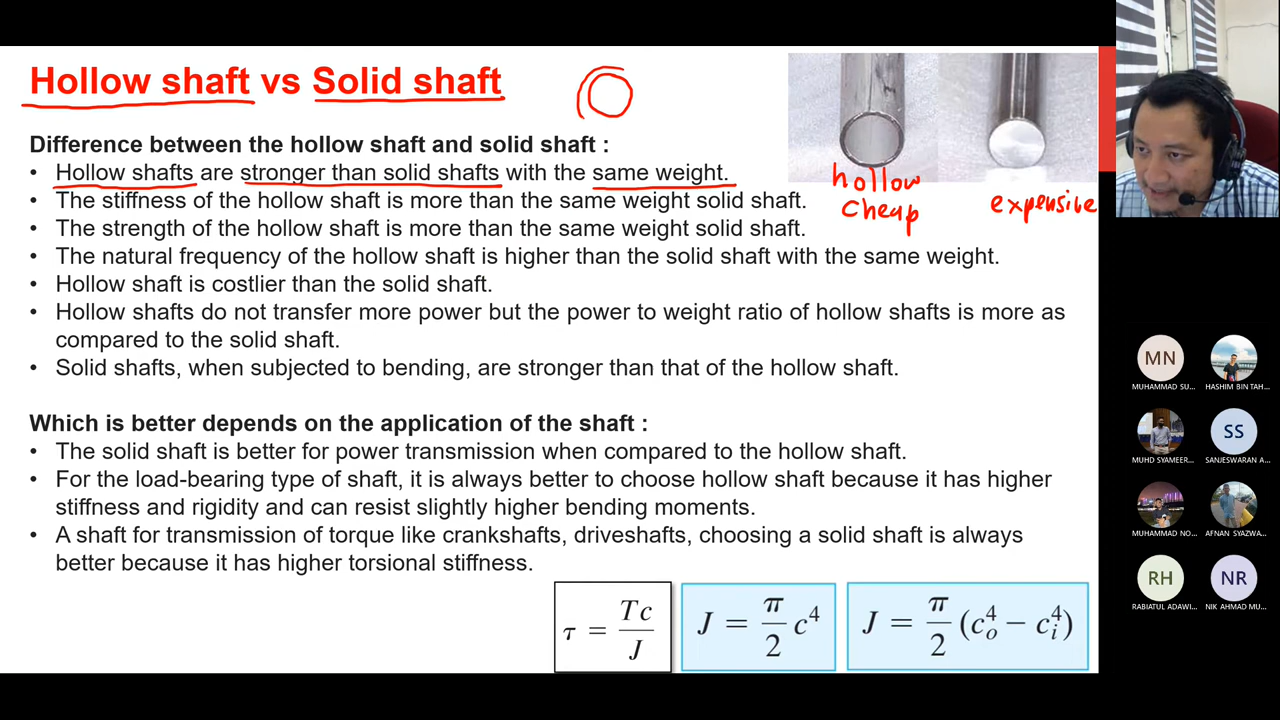 Hollow shaft vs Solid shaft
Difference between the hollow shaft and solid shaft :
• Hollow shafts are stronger than solid shafts with the same weight.
• The stiffness of the hollow shaft is more than the same weight solid shaft.
• The strength of the hollow shaft is more than the same weight solid shaft.
• The natural frequency of the hollow shaft is higher than the solid shaft with the same weight.
• Hollow shaft is costlier than the solid shaft.
• Hollow shafts do not transfer more power but the power to weight ratio of hollow shafts is more as
compared to the solid shaft.
• Solid shafts, when subjected to bending, are stronger than that of the hollow shaft.
hollow
cheap
expensive
Which is better depends on the application of the shaft :
• The solid shaft is better for power transmission when compared to the hollow shaft.
• For the load-bearing type of shaft, it is always better to choose hollow shaft because it has higher
stiffness and rigidity and can resist slightly higher bending moments.
• A shaft for transmission of torque like crankshafts, driveshafts, choosing a solid shaft is always
better because it has higher torsional stiffness.
τ = Tc/J
J = π/2 c⁴
J = π/2 (c_o⁴ − c_i⁴)
MN
MUHAMMAD SU...
HASHIM BIN TAH...
MUHD SYAMEER...
SS
SANJESWARAN A...
MUHAMMAD NO...
AFNAN SYAZWA...
RH
RABIATUL ADAWI...
NR
NIK AHMAD MU...